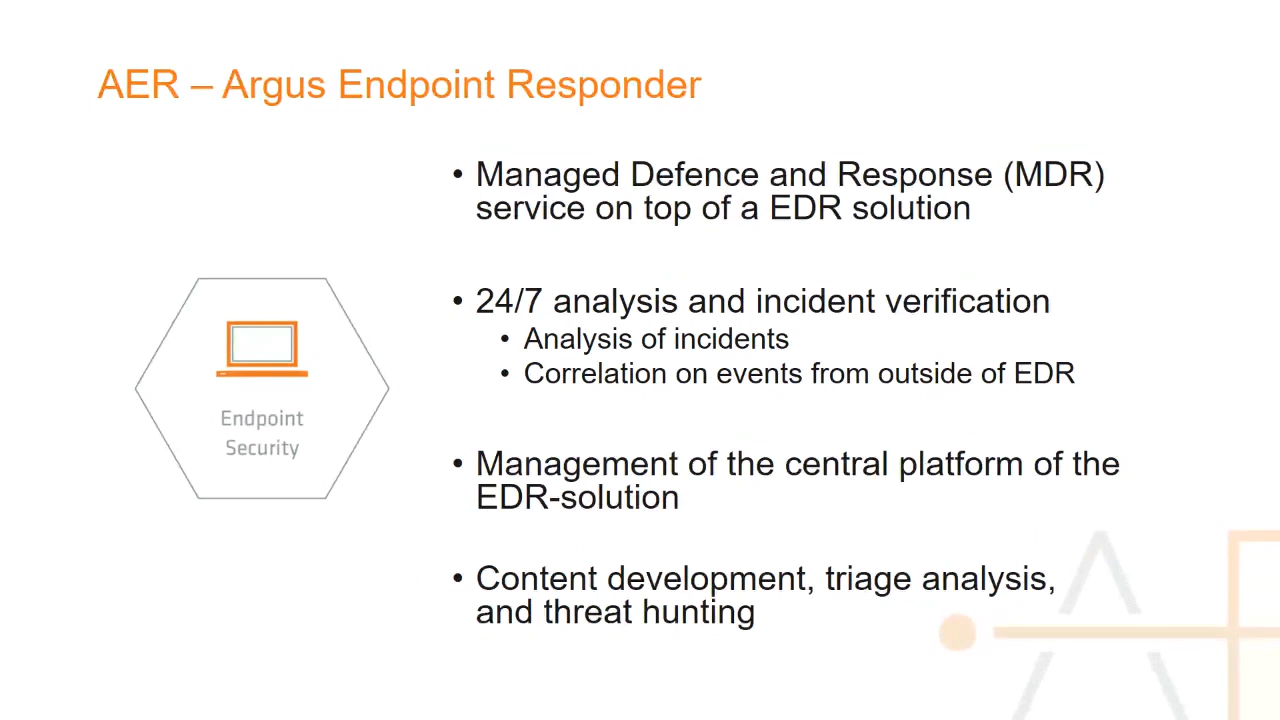 AER – Argus Endpoint Responder
• Managed Defence and Response (MDR)
service on top of a EDR solution
• 24/7 analysis and incident verification
• Analysis of incidents
• Correlation on events from outside of EDR
Endpoint
Security
• Management of the central platform of the
EDR-solution
• Content development, triage analysis,
and threat hunting